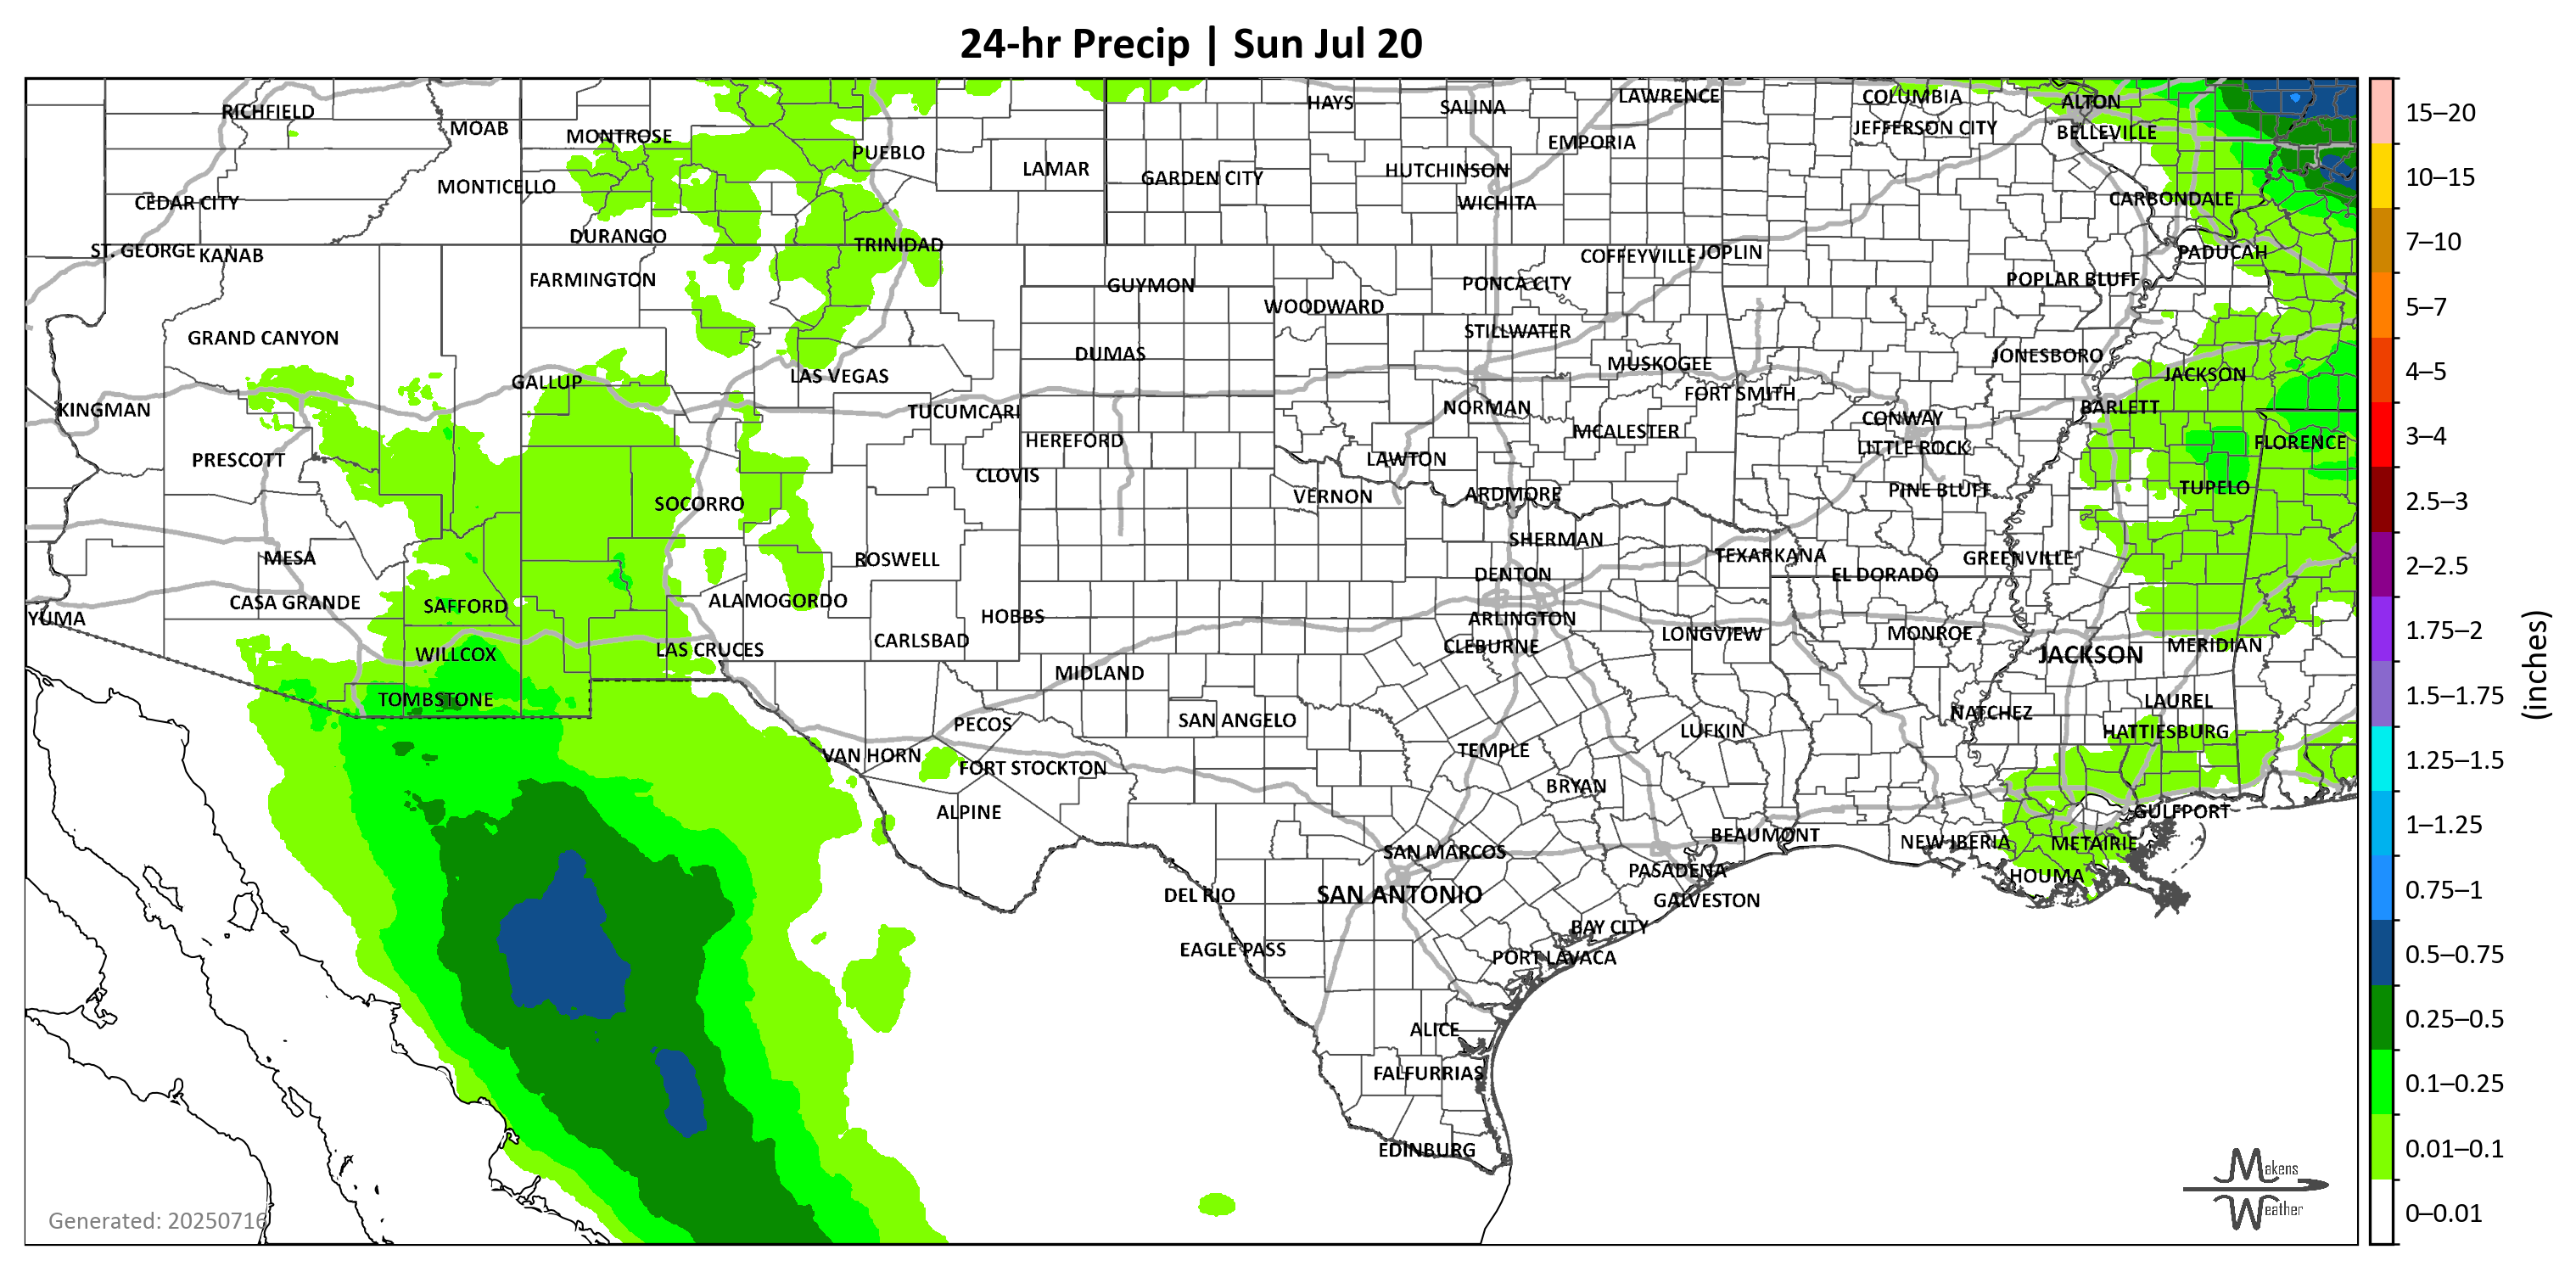 24-hr Precip | Sun Jul 20
RICHFIELD
MOAB
MONTROSE
PUEBLO
LAMAR
GARDEN CITY
HAYS
SALINA
LAWRENCE
EMPORIA
HUTCHINSON
WICHITA
COLUMBIA
JEFFERSON CITY
ALTON
BELLEVILLE
CARBONDALE
MONTICELLO
CEDAR CITY
DURANGO
TRINIDAD
ST. GEORGE
KANAB
FARMINGTON
GUYMON
WOODWARD
PONCA CITY
COFFEYVILLE
JOPLIN
POPLAR BLUFF
PADUCAH
GRAND CANYON
STILLWATER
DUMAS
MUSKOGEE
JONESBORO
JACKSON
GALLUP
LAS VEGAS
KINGMAN
TUCUMCARI
NORMAN
FORT SMITH
CONWAY
BARLETT
HEREFORD
MCALESTER
LITTLE ROCK
FLORENCE
PRESCOTT
CLOVIS
LAWTON
SOCORRO
VERNON
ARDMORE
PINE BLUFF
TUPELO
SHERMAN
MESA
ROSWELL
TEXARKANA
GREENVILLE
DENTON
EL DORADO
CASA GRANDE
SAFFORD
ALAMOGORDO
HOBBS
ARLINGTON
YUMA
CARLSBAD
CLEBURNE
LONGVIEW
MONROE
MERIDIAN
WILLCOX
LAS CRUCES
JACKSON
MIDLAND
TOMBSTONE
LAUREL
PECOS
SAN ANGELO
NATCHEZ
LUFKIN
HATTIESBURG
VAN HORN
FORT STOCKTON
TEMPLE
BRYAN
ALPINE
GULFPORT
BEAUMONT
NEW IBERIA
METAIRIE
SAN MARCOS
PASADENA
HOUMA
DEL RIO
SAN ANTONIO
GALVESTON
BAY CITY
EAGLE PASS
PORT LAVACA
ALICE
FALFURRIAS
EDINBURG
Generated: 20250716
Makens
Weather
15–20
10–15
7–10
5–7
4–5
3–4
2.5–3
2–2.5
1.75–2
1.5–1.75
1.25–1.5
1–1.25
0.75–1
0.5–0.75
0.25–0.5
0.1–0.25
0.01–0.1
0–0.01
(inches)